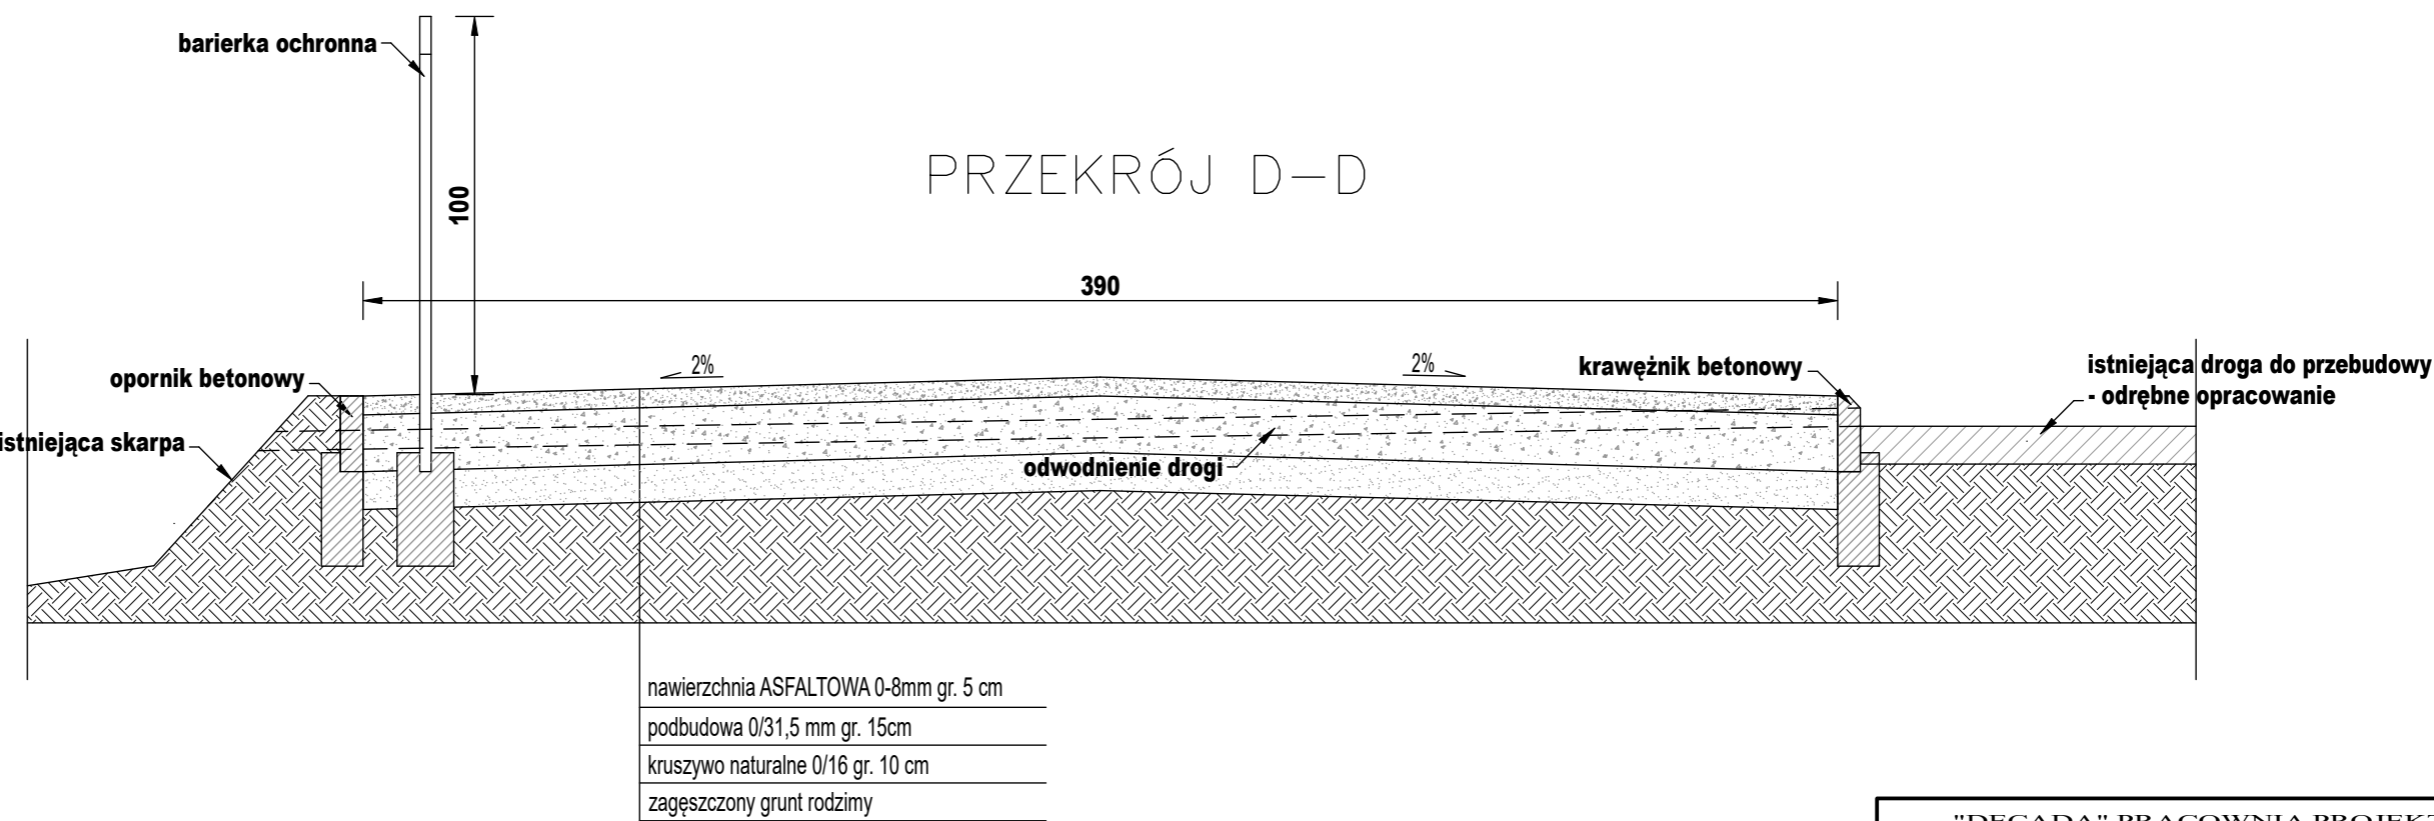 barierka ochronna
100
PRZEKRÓJ D-D
390
2%
2%
opornik betonowy
krawężnik betonowy
istniejąca droga do przebudowy
- odrębne opracowanie
istniejąca skarpa
odwodnienie drogi
nawierzchnia ASFALTOWA 0-8mm gr. 5 cm
podbudowa 0/31,5 mm gr. 15cm
kruszywo naturalne 0/16 gr. 10 cm
zagęszczony grunt rodzimy
"DEGADA" PRACOWNIA